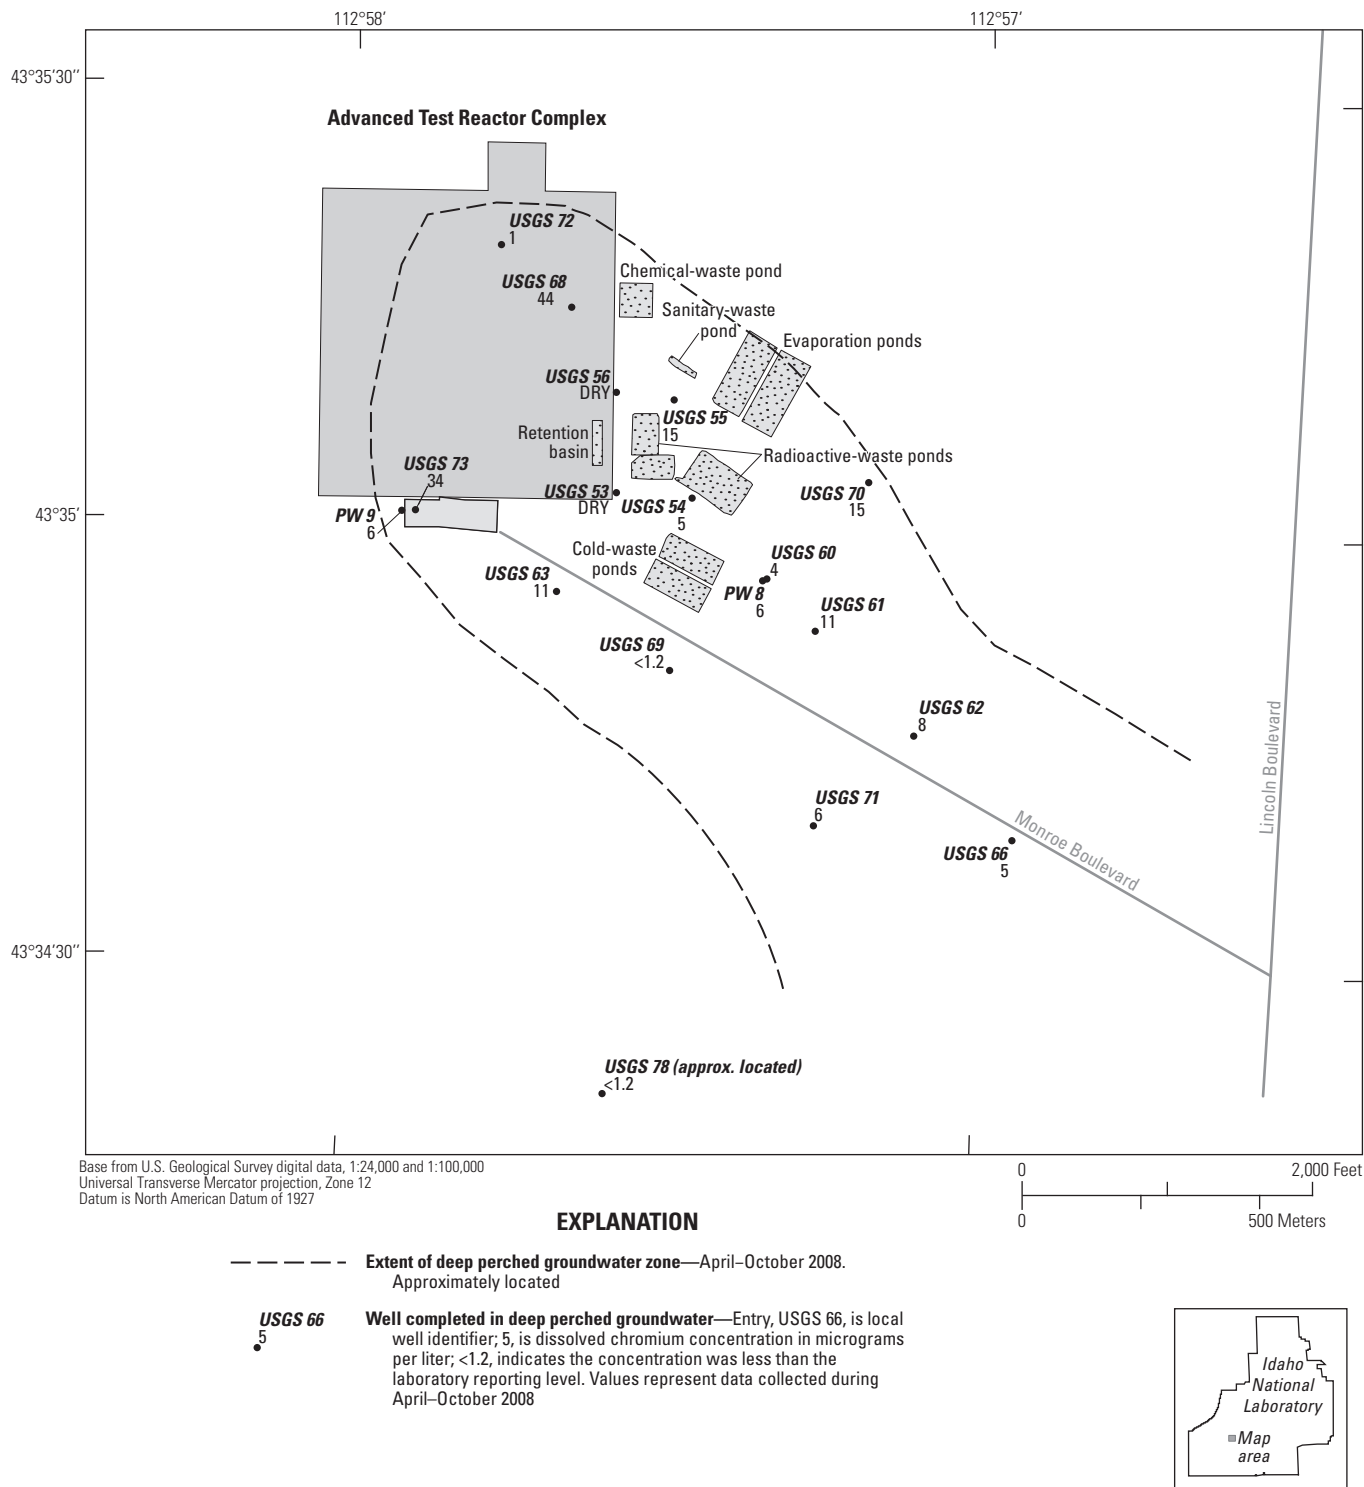 112°58′
112°57′
43°35′30′′
Advanced Test Reactor Complex
USGS 72
1
USGS 68
44
Chemical-waste pond
Sanitary-waste
pond
Evaporation ponds
USGS 56
DRY
USGS 55
15
Retention
basin
Radioactive-waste ponds
USGS 73
34
USGS 70
15
USGS 53
DRY
USGS 54
5
43°35′
PW 9
6
Cold-waste
ponds
USGS 60
4
PW 8
6
USGS 63
11
USGS 61
11
USGS 69
<1.2
USGS 62
8
Lincoln Boulevard
USGS 71
6
Monroe Boulevard
USGS 66
5
43°34′30′′
USGS 78 (approx. located)
<1.2
Base from U.S. Geological Survey digital data, 1:24,000 and 1:100,000
Universal Transverse Mercator projection, Zone 12
Datum is North American Datum of 1927
0 2,000 Feet
0 500 Meters
EXPLANATION
Extent of deep perched groundwater zone—April–October 2008.
Approximately located
USGS 66
5
Well completed in deep perched groundwater—Entry, USGS 66, is local
well identifier; 5, is dissolved chromium concentration in micrograms
per liter; <1.2, indicates the concentration was less than the
laboratory reporting level. Values represent data collected during
April–October 2008
Idaho
National
Laboratory
Map
area